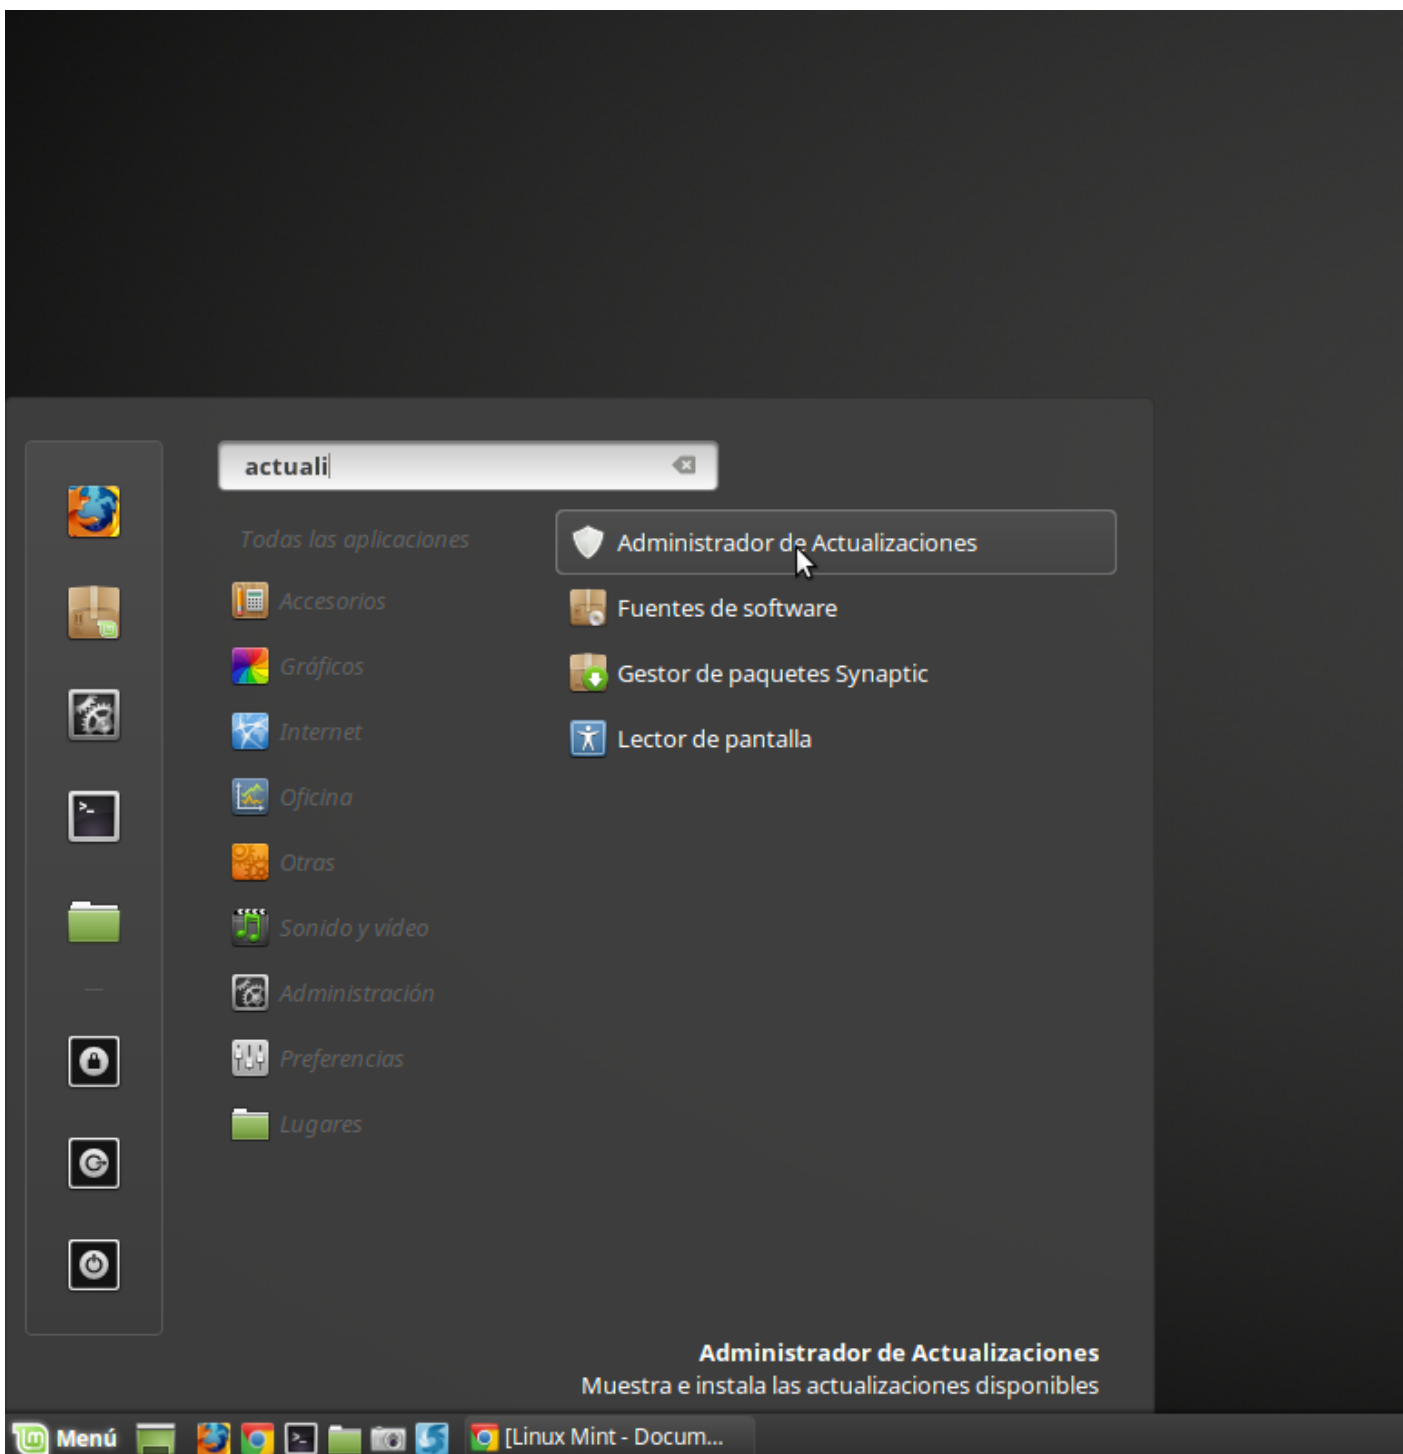 actuali
Todas las aplicaciones
Accesorios
Gráficos
Internet
Oficina
Otras
Sonido y vídeo
Administración
Preferencias
Lugares
Administrador de Actualizaciones
Fuentes de software
Gestor de paquetes Synaptic
Lector de pantalla
Administrador de Actualizaciones
Muestra e instala las actualizaciones disponibles
Menú
[Linux Mint - Docum...